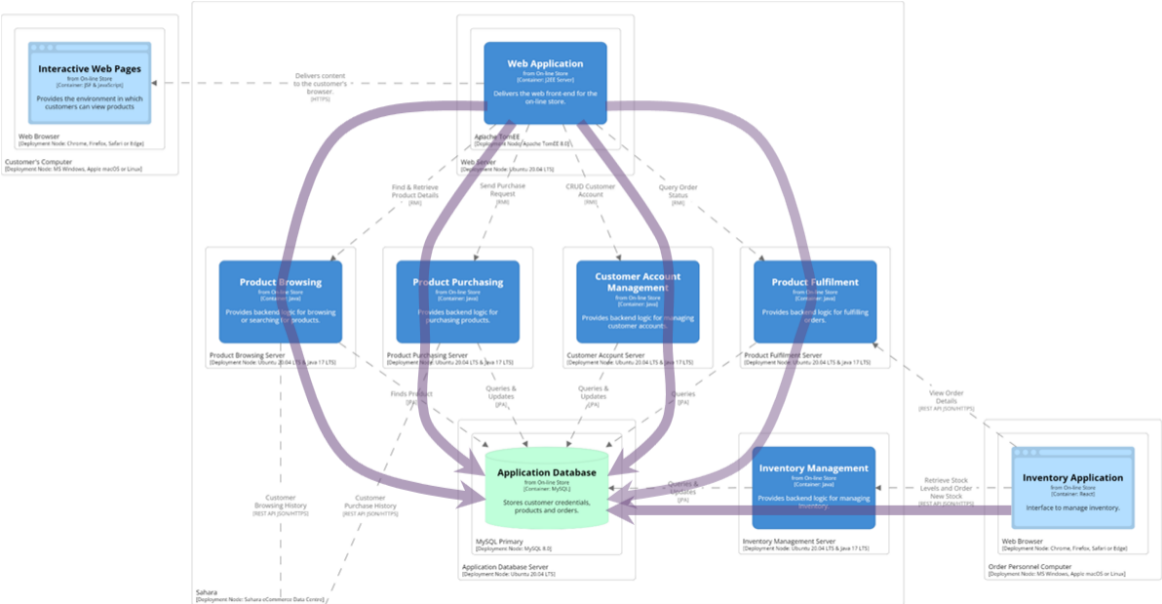 Interactive Web Pages
from On-line Store
[Container: JSF & JavaScript]
Provides the environment in which
customers can view products
Web Browser
[Deployment Node: Chrome, Firefox, Safari or Edge]
Customer's Computer
[Deployment Node: MS Windows, Apple macOS or Linux]
Delivers content
to the customer's
browser
[HTTPS]
Web Application
from On-line Store
[Container: J2EE Server]
Delivers the web front-end for the
on-line store.
Apache TomEE
[Deployment Node: Apache TomEE 8.0]
Web Server
[Deployment Node: Ubuntu 20.04 LTS]
Find & Retrieve
Product Details
[RMI]
Send Purchase
Request
[RMI]
CRUD Customer
Account
[RMI]
Query Order
Status
[RMI]
Product Browsing
from On-line Store
[Container: Java]
Provides backend logic for browsing
or searching for products.
Product Browsing Server
[Deployment Node: Ubuntu 20.04 LTS & Java 17 LTS]
Product Purchasing
from On-line Store
[Container: Java]
Provides backend logic for
purchasing products.
Product Purchasing Server
[Deployment Node: Ubuntu 20.04 LTS & Java 17 LTS]
Customer Account
Management
from On-line Store
[Container: Java]
Provides backend logic for managing
customer accounts.
Customer Account Server
[Deployment Node: Ubuntu 20.04 LTS & Java 17 LTS]
Product Fulfilment
from On-line Store
[Container: Java]
Provides backend logic for fulfilling
orders.
Product Fulfilment Server
[Deployment Node: Ubuntu 20.04 LTS & Java 17 LTS]
Finds Product
[JPA]
Queries &
Updates
[JPA]
Queries &
Updates
[JPA]
Queries
[JPA]
View Order
Details
[REST API JSON/HTTPS]
Application Database
from On-line Store
[Container: MySQL]
Stores customer credentials,
products and orders.
MySQL Primary
[Deployment Node: MySQL 8.0]
Application Database Server
[Deployment Node: Ubuntu 20.04 LTS]
Queries &
Updates
[JPA]
Inventory Management
from On-line Store
[Container: Java]
Provides backend logic for managing
inventory.
Inventory Management Server
[Deployment Node: Ubuntu 20.04 LTS & Java 17 LTS]
Retrieve Stock
Levels and Order
New Stock
[REST API JSON/HTTPS]
Inventory Application
from On-line Store
[Container: React]
Interface to manage inventory.
Web Browser
[Deployment Node: Chrome, Firefox, Safari or Edge]
Order Personnel Computer
[Deployment Node: MS Windows, Apple macOS or Linux]
Customer
Browsing History
[REST API JSON/HTTPS]
Customer
Purchase History
[REST API JSON/HTTPS]
Sahara
[Deployment Node: Sahara eCommerce Data Centre]